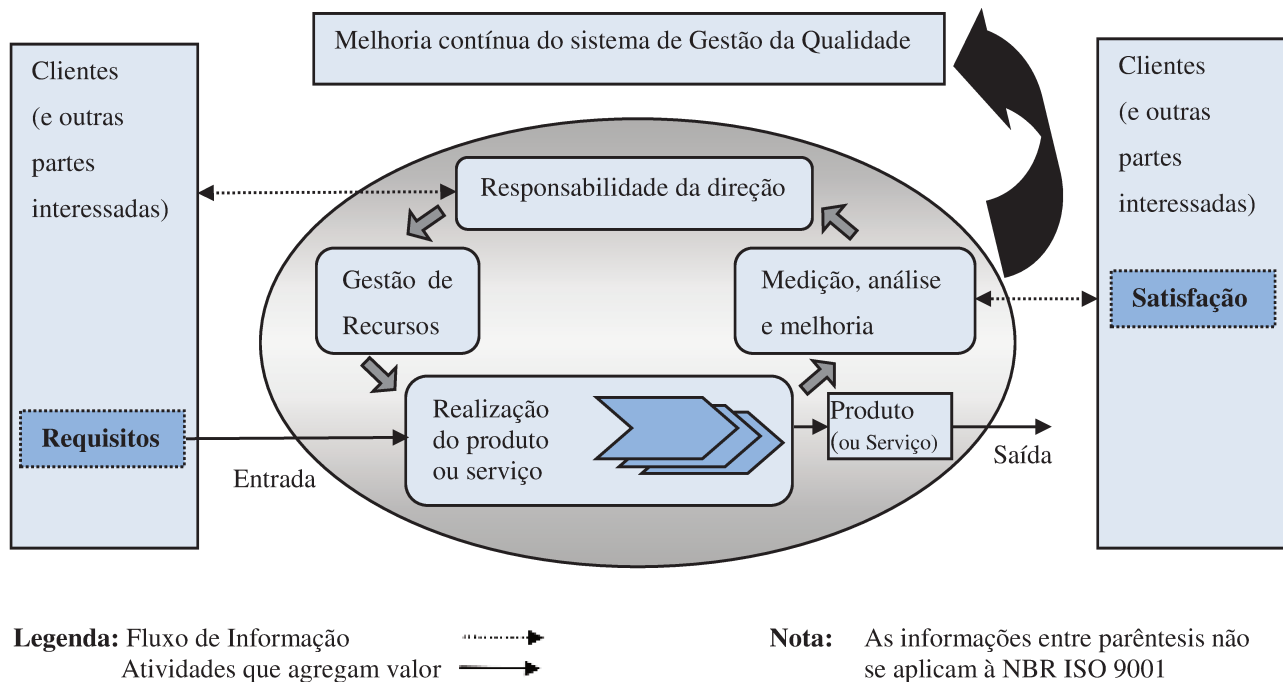 Melhoria contínua do sistema de Gestão da Qualidade
Clientes
(e outras
partes
interessadas)
Requisitos
Entrada
Responsabilidade da direção
Gestão de
Recursos
Realização
do produto
ou serviço
Medição, análise
e melhoria
Produto
(ou Serviço)
Saída
Clientes
(e outras
partes
interessadas)
Satisfação
Legenda: Fluxo de Informação
Atividades que agregam valor
Nota: As informações entre parêntesis não
se aplicam à NBR ISO 9001